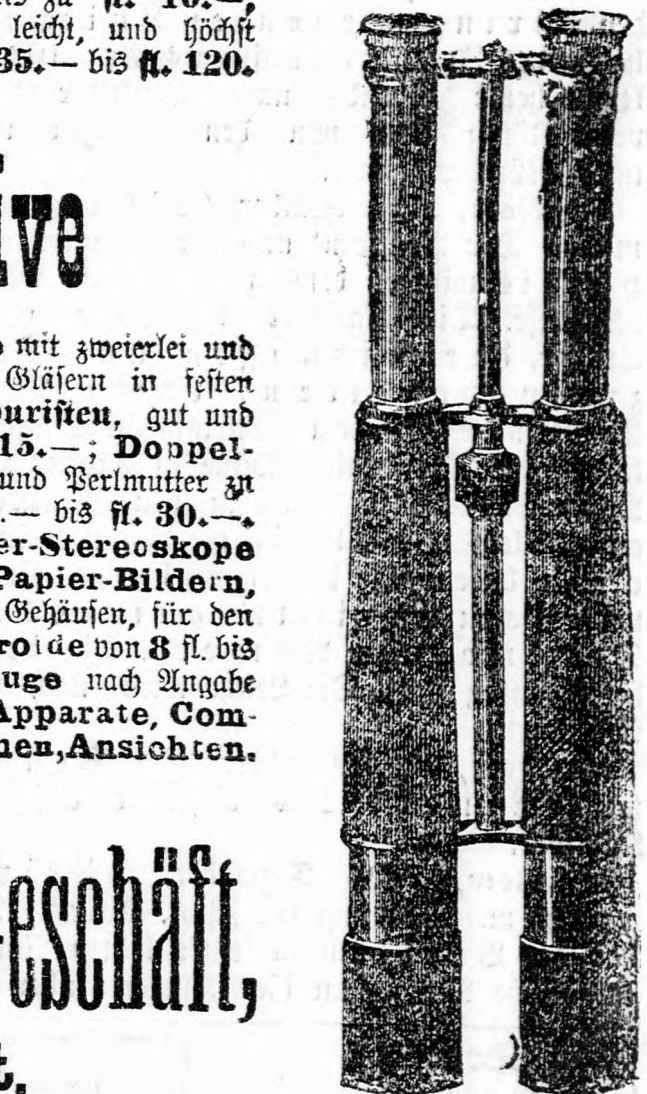 leicht, und höchst
35.— bis fl. 120.
ive
mit zweierlei und
Gläsern in festen
ouristen, gut und
15.—; Doppel-
und Perlmutter zu
.— bis fl. 30.—.
er-Stereoskope
Papier-Bildern,
Gehäusen, für den
roide von 8 fl. bis
uge nach Angabe
Apparate, Com-
nen, Ansichten.
eschäft,
t,